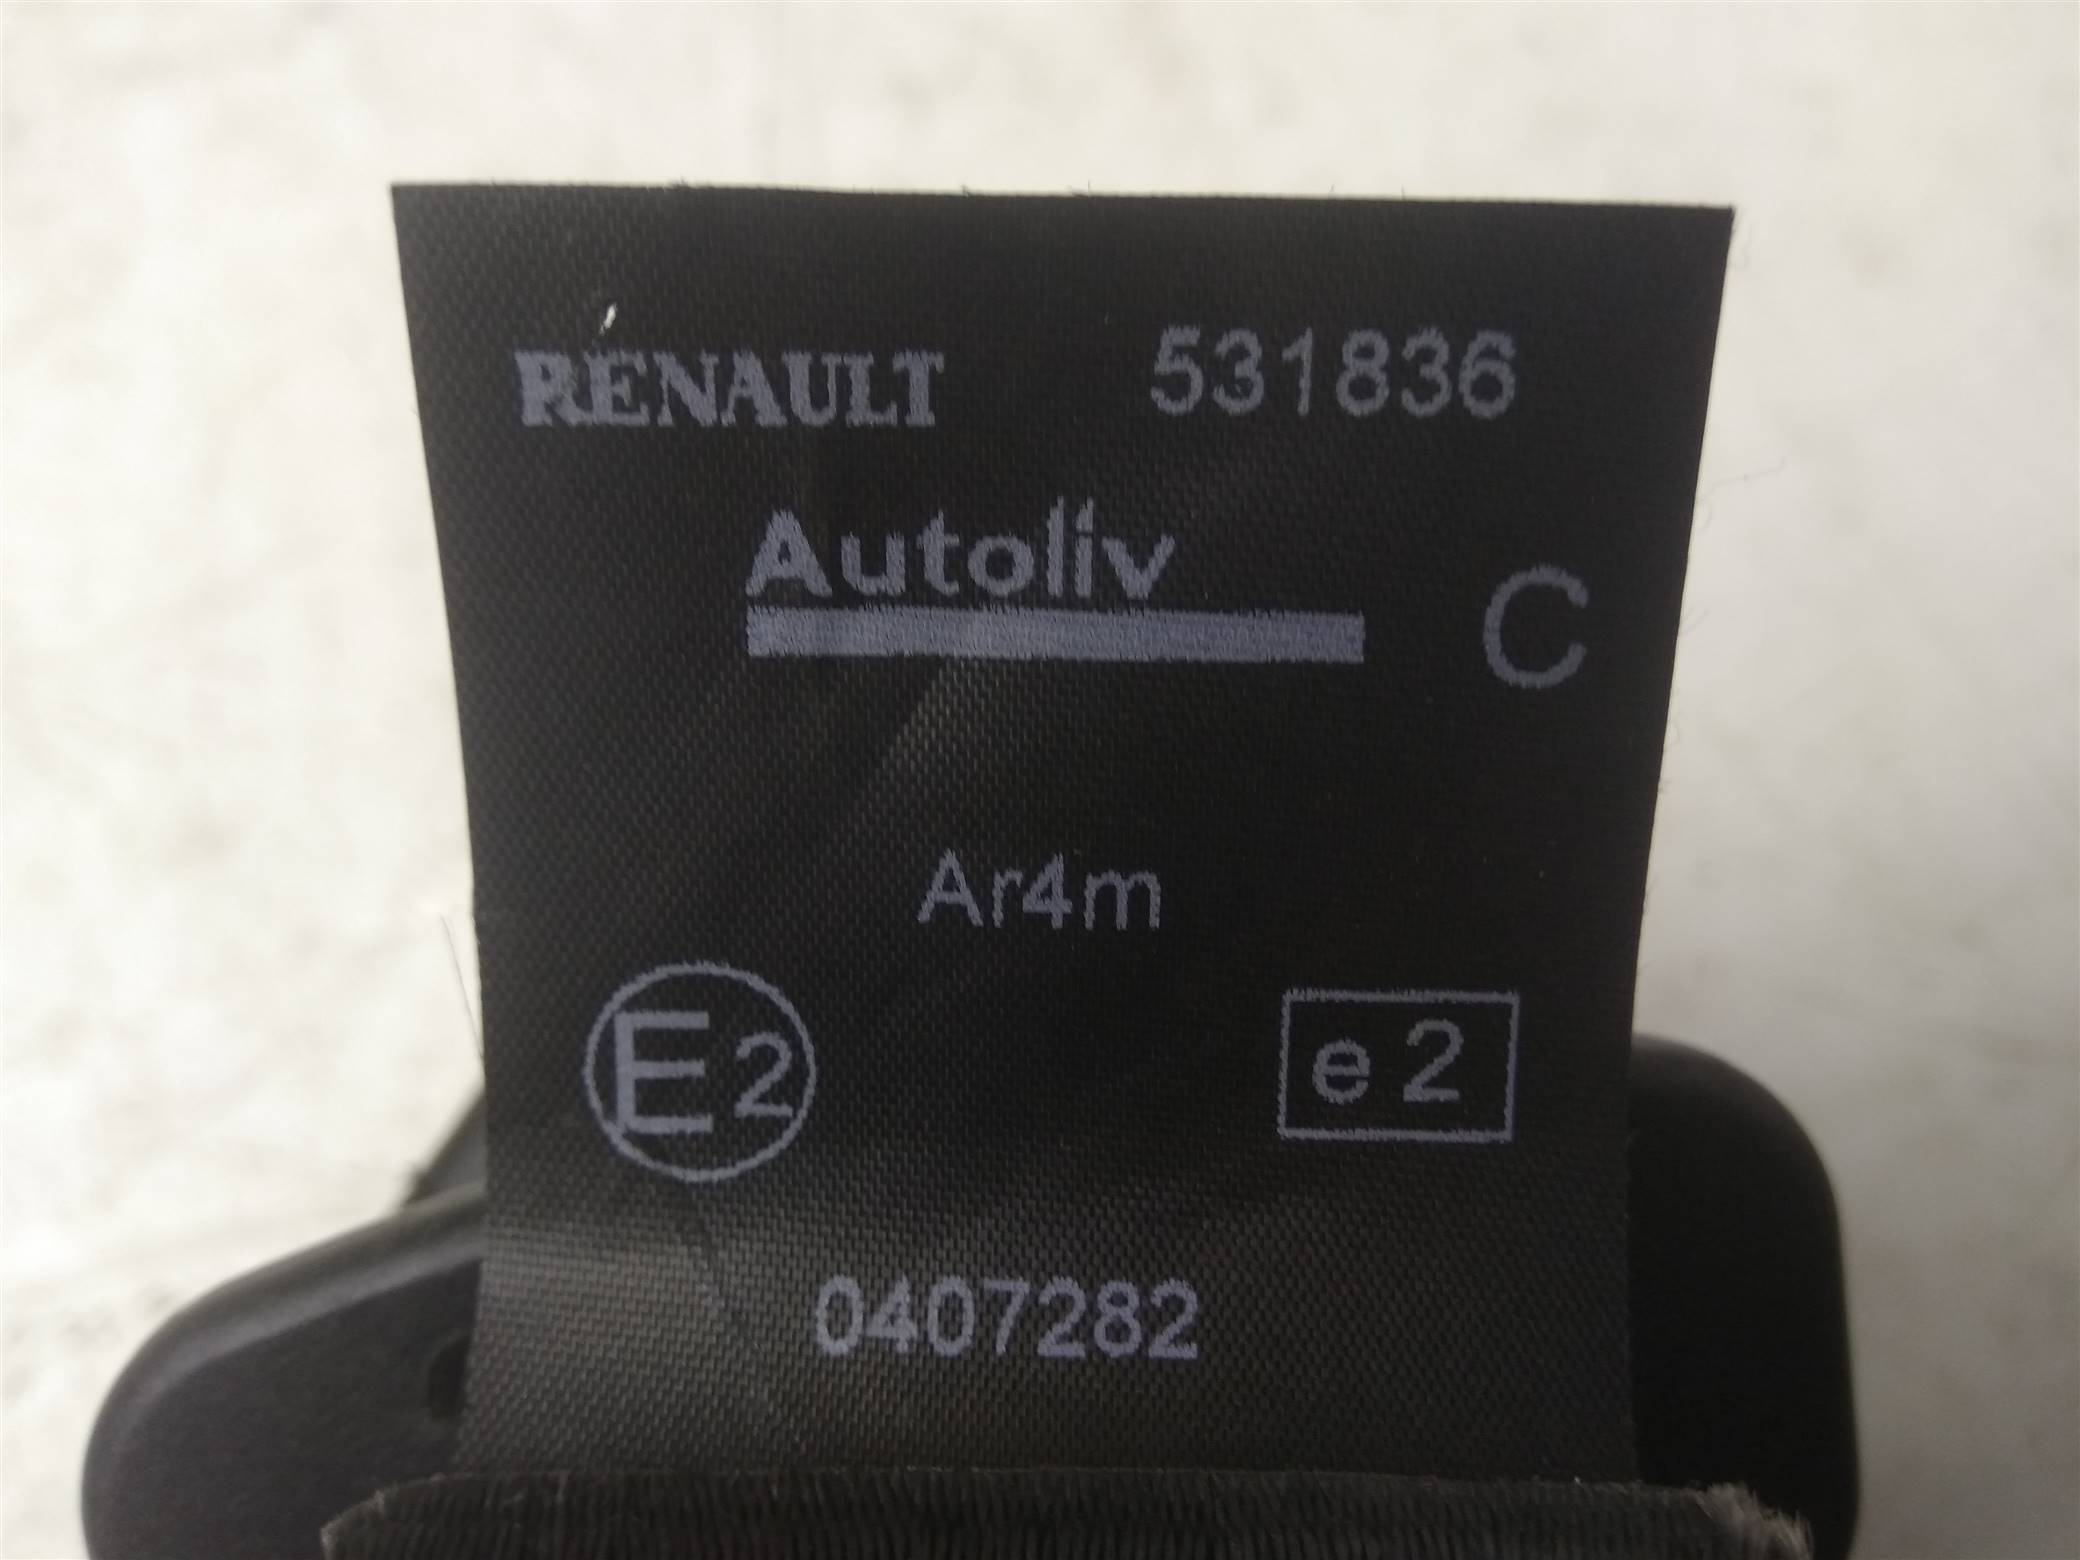 RENAULT 531836
Autoliv C
Ar4m
E2 e2
0407282